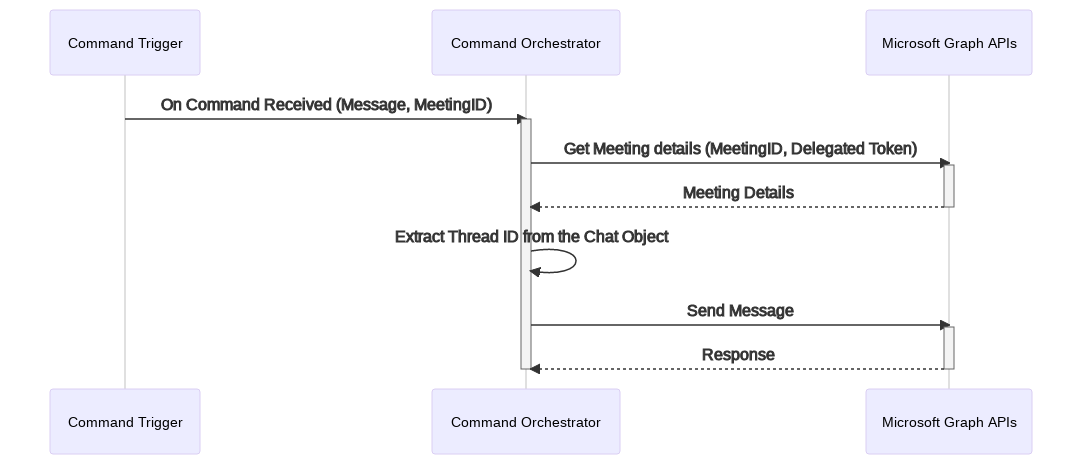 Command Trigger
Command Orchestrator
Microsoft Graph APIs
On Command Received (Message, MeetingID)
Get Meeting details (MeetingID, Delegated Token)
Meeting Details
Extract Thread ID from the Chat Object
Send Message
Response
Command Trigger
Command Orchestrator
Microsoft Graph APIs